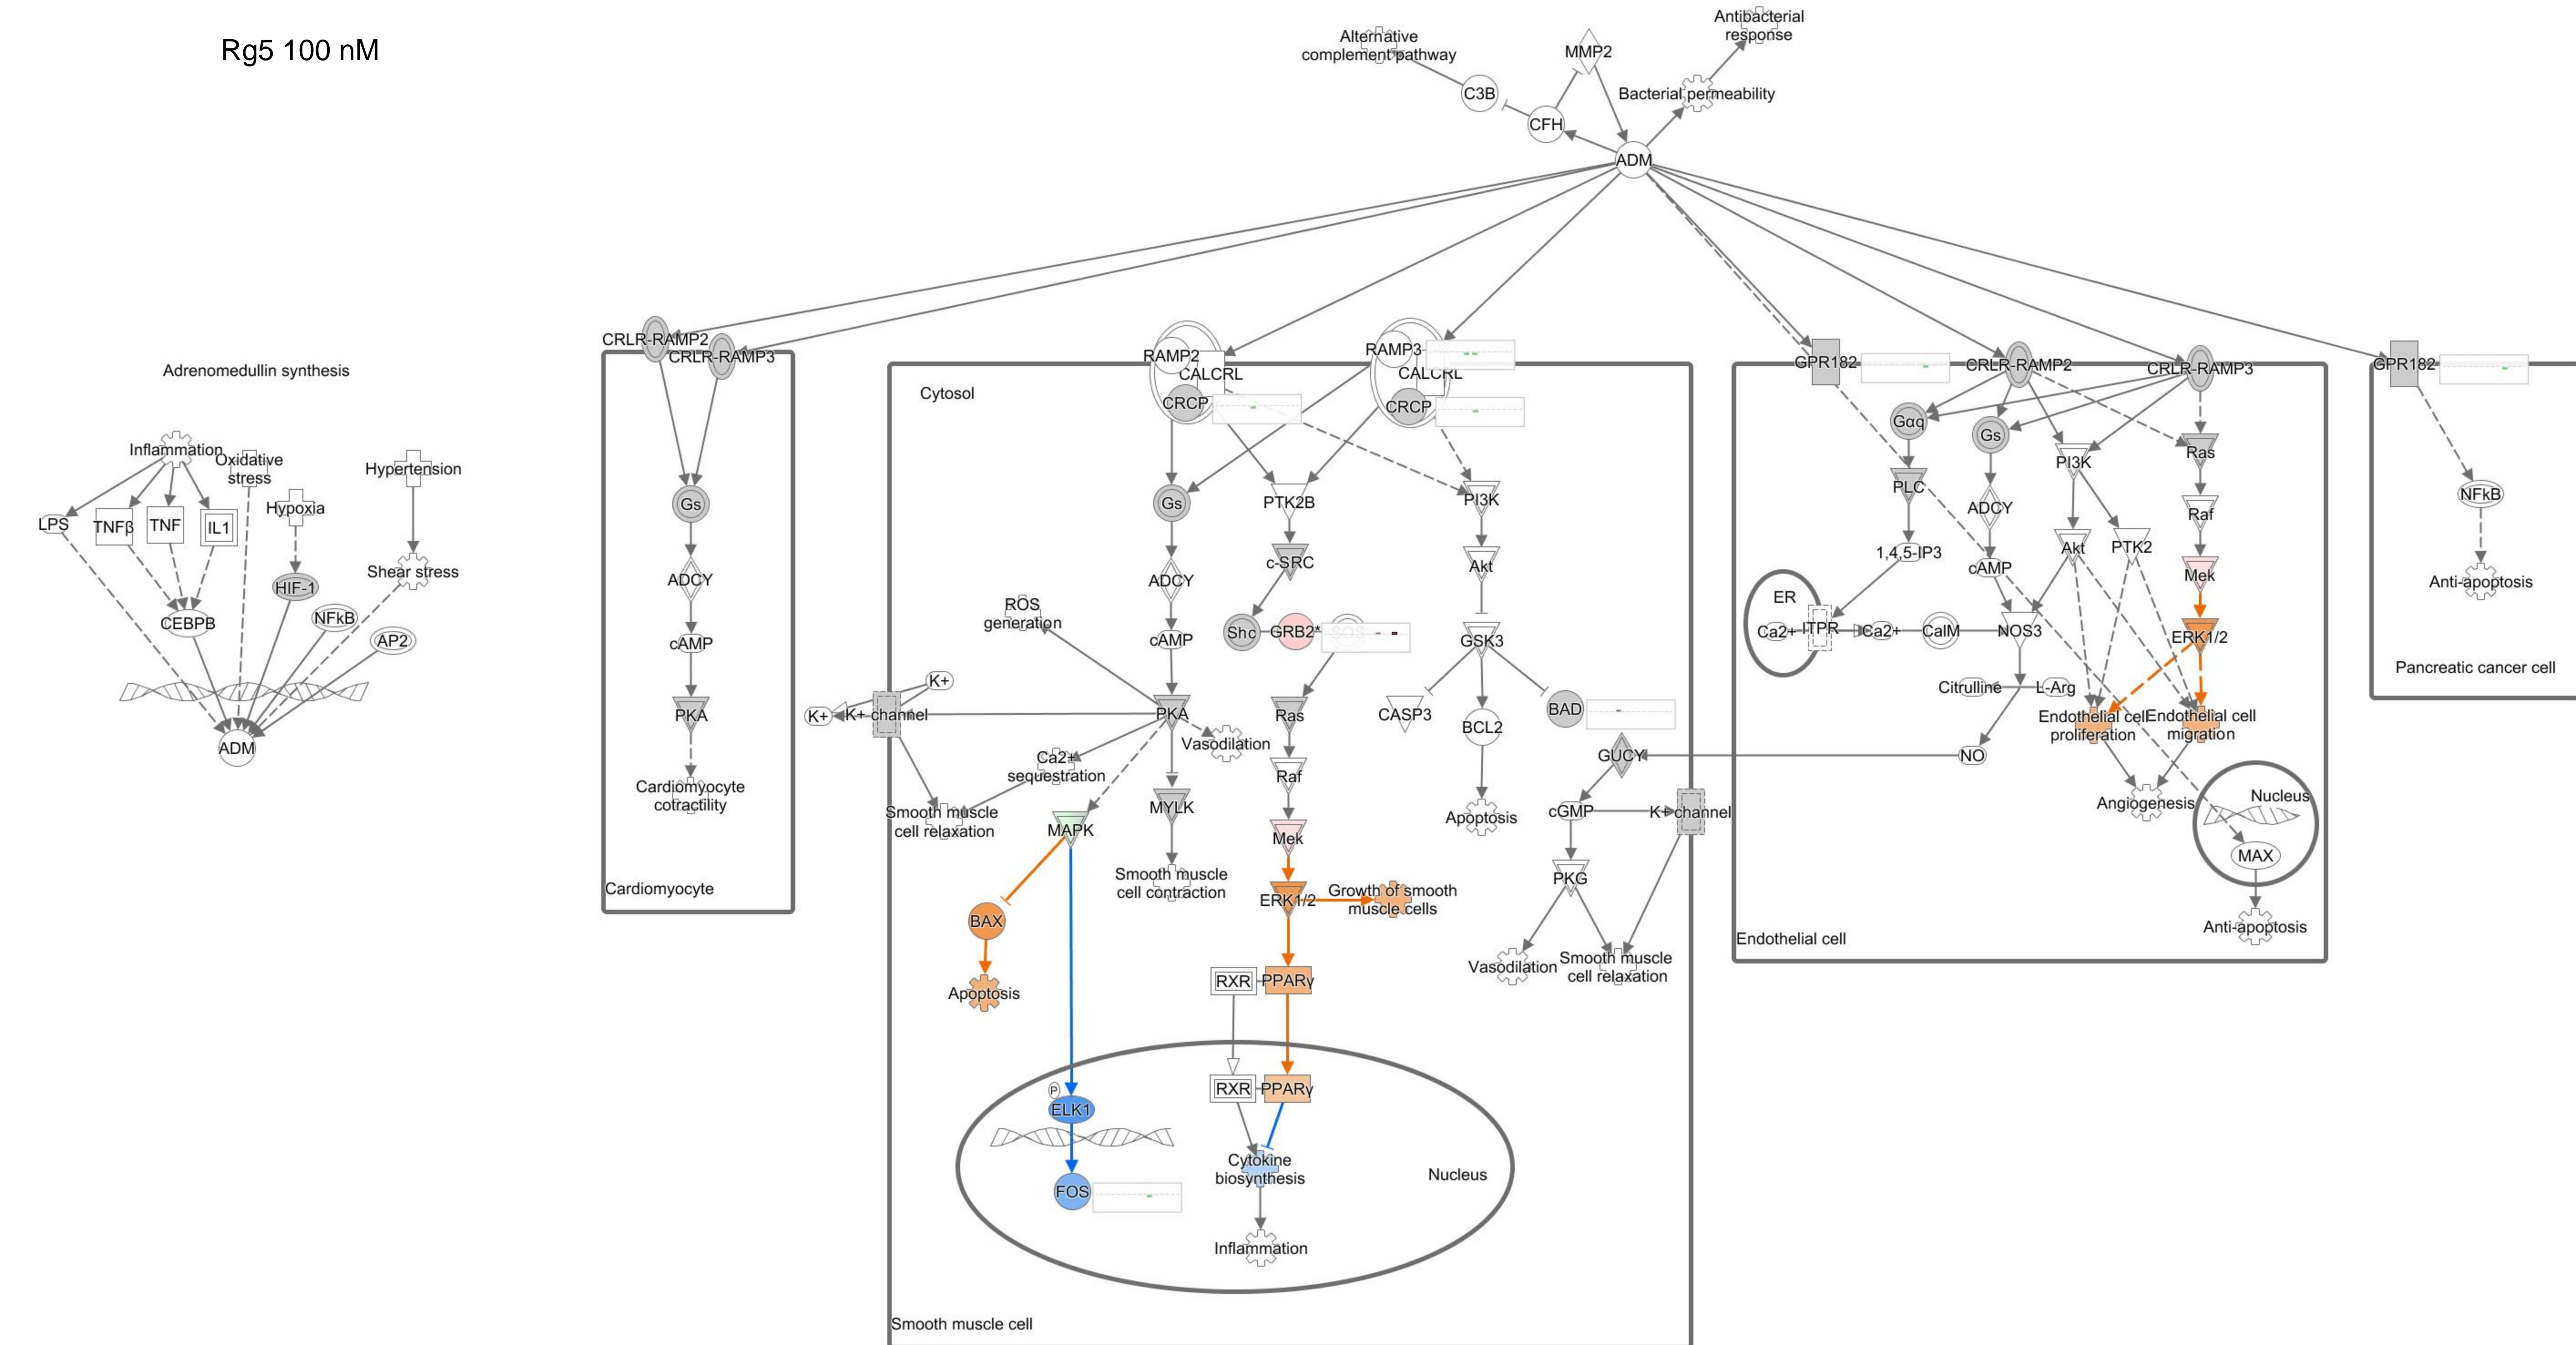 Rg5 100 nM
Alternative
complement pathway
MMP2
Antibacterial
response
C3B
Bacterial permeability
CFH
ADM
Adrenomedullin synthesis
Inflammation
Oxidative
stress
Hypertension
Hypoxia
LPS
TNFβ
TNF
IL1
Shear stress
HIF-1
CEBPB
NFkB
AP2
ADM
CRLR-RAMP2
CRLR-RAMP3
Gs
ADCY
cAMP
PKA
Cardiomyocyte
cotractility
Cardiomyocyte
Cytosol
RAMP2
CALCRL
CRCP
RAMP3
CALCRL
CRCP
Gs
PTK2B
PI3K
ADCY
c-SRC
Akt
ROS
generation
cAMP
Shc
GRB2*
SOS
GSK3
K+
K+
K+ channel
PKA
Vasodilation
Ras
CASP3
BCL2
BAD
Ca2+
sequestration
GUCY
Raf
Smooth muscle
cell relaxation
MAPK
MYLK
Mek
Apoptosis
cGMP
K+ channel
Smooth muscle
cell contraction
PKG
BAX
ERK1/2
Growth of smooth
muscle cells
Vasodilation
Smooth muscle
cell relaxation
Apoptosis
RXR
PPARγ
P
ELK1
RXR
PPARγ
FOS
Cytokine
biosynthesis
Nucleus
Inflammation
Smooth muscle cell
GPR182
CRLR-RAMP2
CRLR-RAMP3
Gαq
Gs
PI3K
Ras
PLC
ADCY
Raf
1,4,5-IP3
cAMP
Akt
PTK2
Mek
ER
Ca2+
ITPR
Ca2+
CalM
NOS3
ERK1/2
Citrulline
L-Arg
Endothelial cell
proliferation
Endothelial cell
migration
NO
Angiogenesis
Nucleus
MAX
Anti-apoptosis
Endothelial cell
GPR182
NFkB
Anti-apoptosis
Pancreatic cancer cell